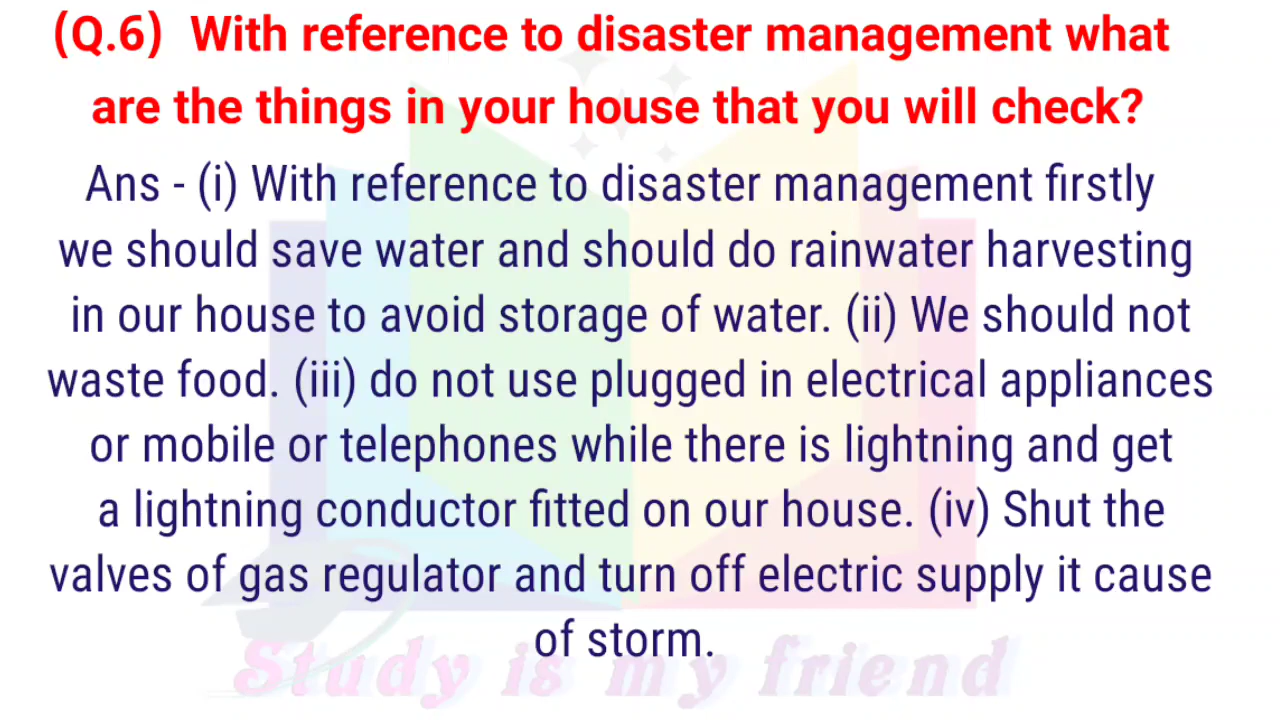 (Q.6) With reference to disaster management what
are the things in your house that you will check?
Ans - (i) With reference to disaster management firstly
we should save water and should do rainwater harvesting
in our house to avoid storage of water. (ii) We should not
waste food. (iii) do not use plugged in electrical appliances
or mobile or telephones while there is lightning and get
a lightning conductor fitted on our house. (iv) Shut the
valves of gas regulator and turn off electric supply it cause
of storm.
Study is my friend